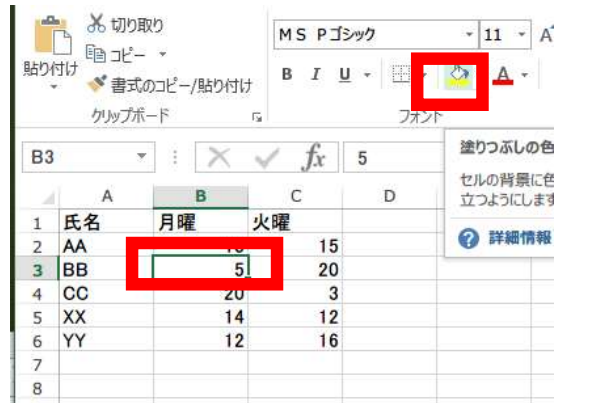 切り取り
コピー
貼り付け
書式のコピー/貼り付け
クリップボード
ＭＳ Ｐゴシック 11 A
B I U A
フォント
B3 fx 5
塗りつぶしの色
セルの背景に色
立つようにします
詳細情報
A B C D
1 氏名 月曜 火曜
2 AA 15
3 BB 5 20
4 CC 20 3
5 XX 14 12
6 YY 12 16
7
8